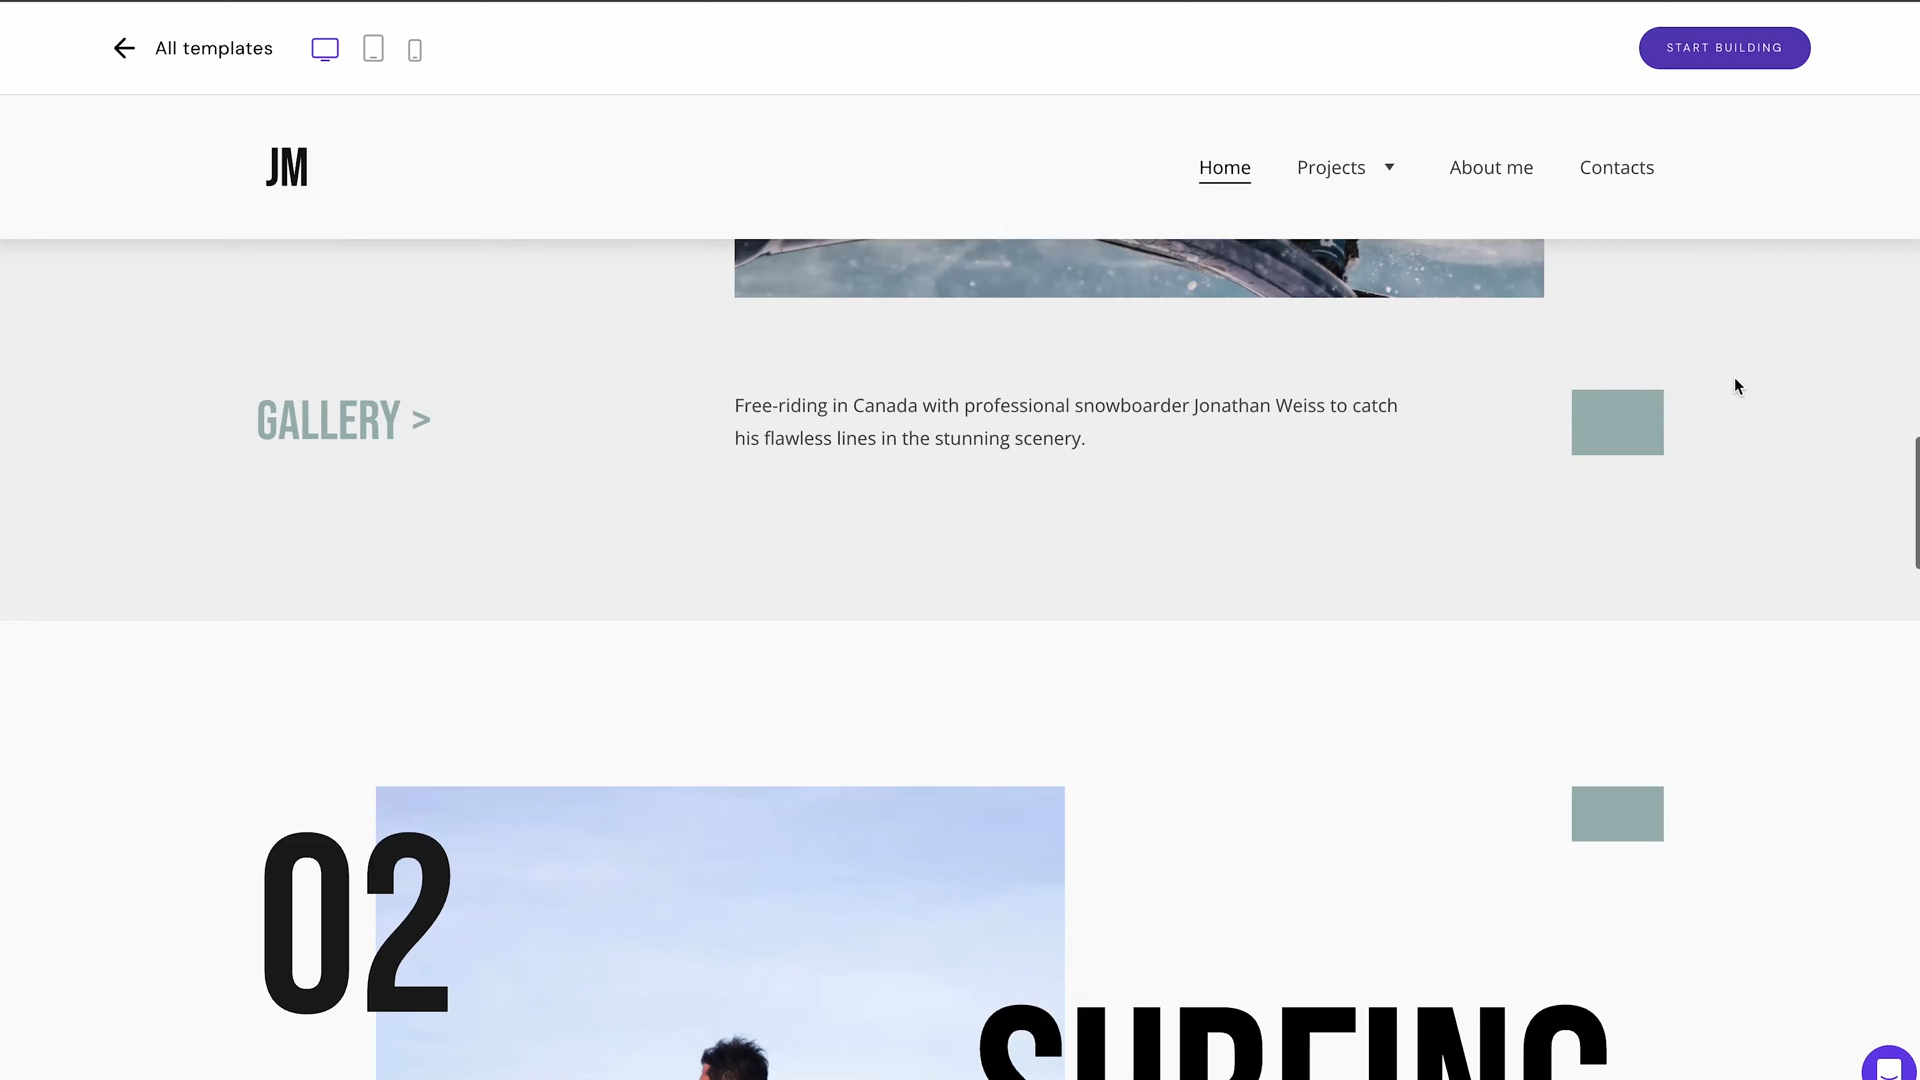 All templates
START BUILDING
JM
Home
Projects
About me
Contacts
GALLERY >
Free-riding in Canada with professional snowboarder Jonathan Weiss to catch
his flawless lines in the stunning scenery.
02
SURFING